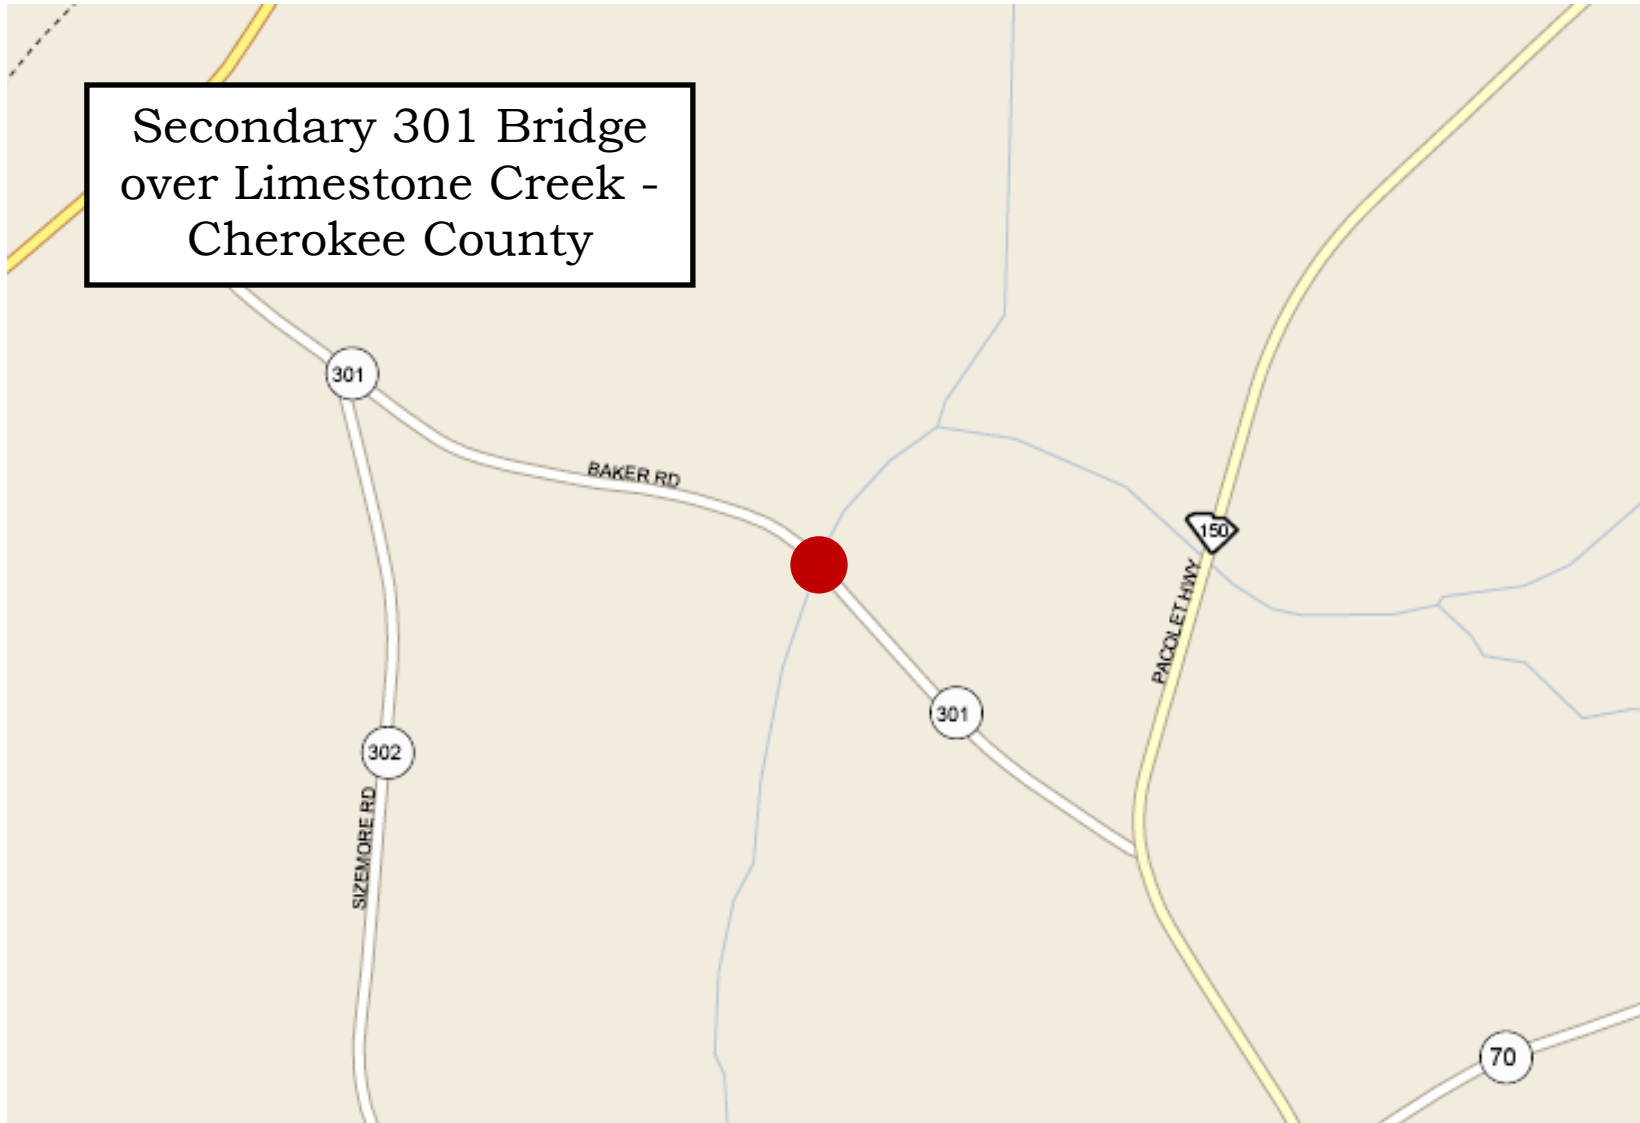 Secondary 301 Bridge
over Limestone Creek -
Cherokee County
301
BAKER RD
150
PACOLET HWY
301
302
SIZEMORE RD
70